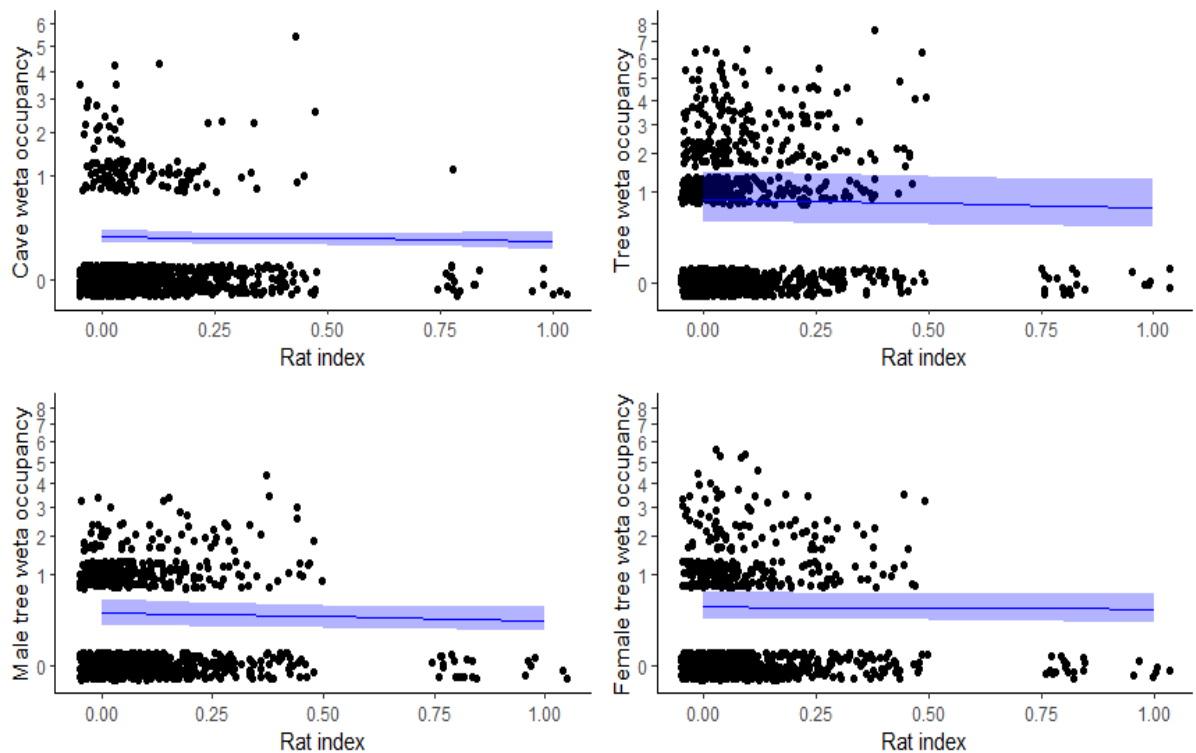 Cave weta occupancy
6
5
4
3
2
1
0
0.00 0.25 0.50 0.75 1.00
Rat index
Tree weta occupancy
8
7
6
5
4
3
2
1
0
0.00 0.25 0.50 0.75 1.00
Rat index
Male tree weta occupancy
8
7
6
5
4
3
2
1
0
0.00 0.25 0.50 0.75 1.00
Rat index
Female tree weta occupancy
8
7
6
5
4
3
2
1
0
0.00 0.25 0.50 0.75 1.00
Rat index